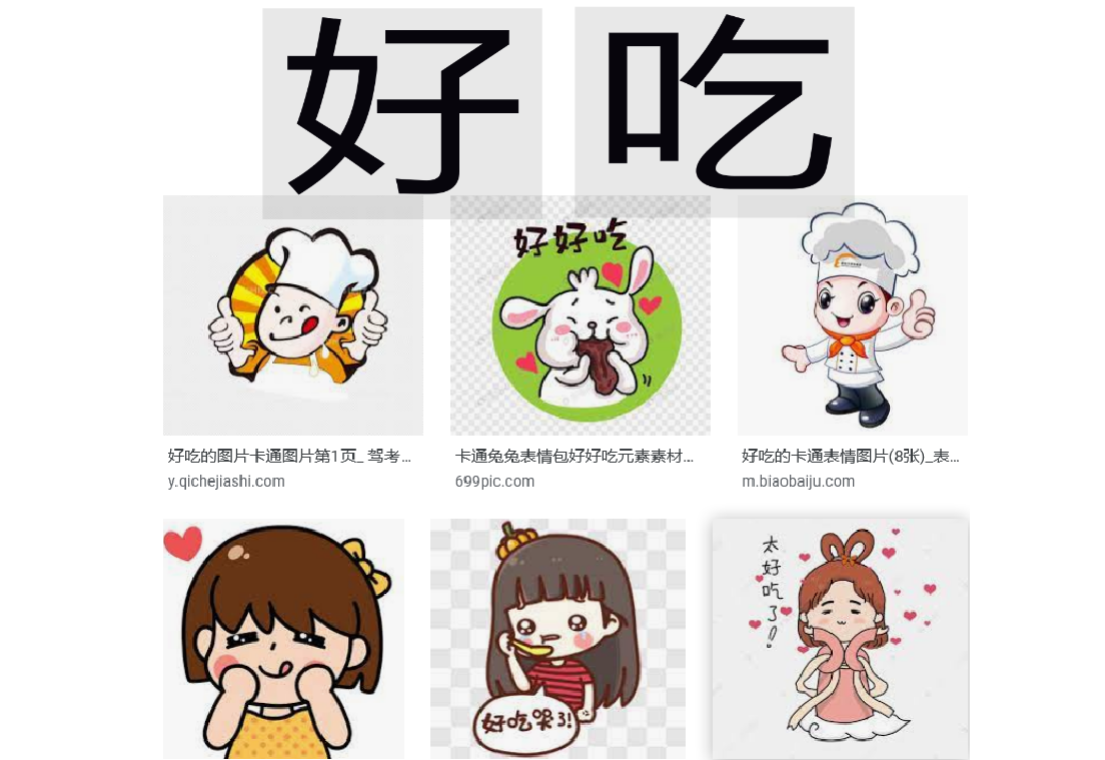 好吃
好好吃
好吃的图片卡通图片第1页_ 驾考...
y.qichejiashi.com
卡通兔兔表情包好好吃元素素材...
699pic.com
好吃的卡通表情图片(8张)_表...
m.biaobaiju.com
好吃哭了!
太好吃了!